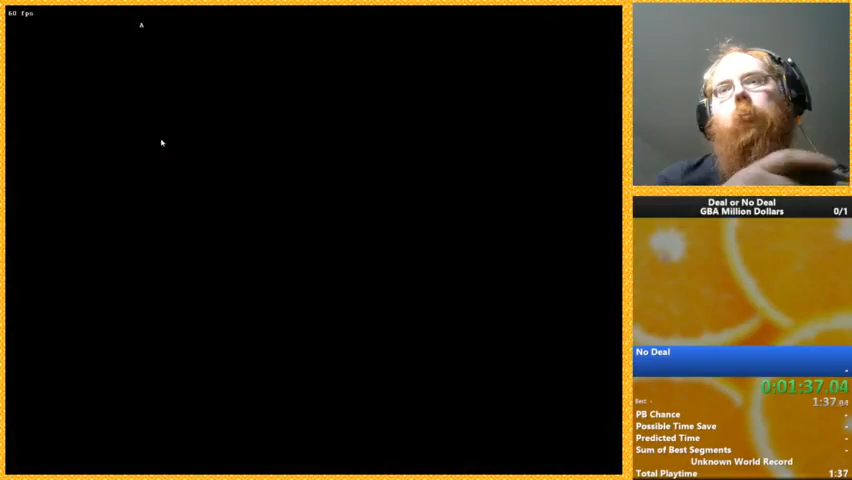 60 fps
A
Deal or No Deal
GBA Million Dollars 0/1
No Deal
-
0:01:37.04
Best: - 1:37.04
PB Chance -
Possible Time Save -
Predicted Time -
Sum of Best Segments -
Unknown World Record
Total Playtime 1:37